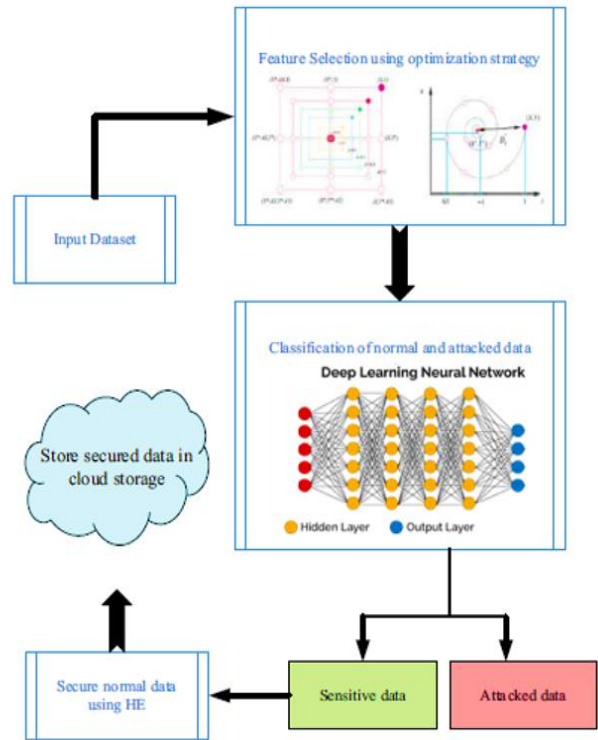 Feature Selection using optimization strategy
Input Dataset
Classification of normal and attacked data
Deep Learning Neural Network
Hidden Layer
Output Layer
Store secured data in
cloud storage
Secure normal data
using HE
Sensitive data
Attacked data